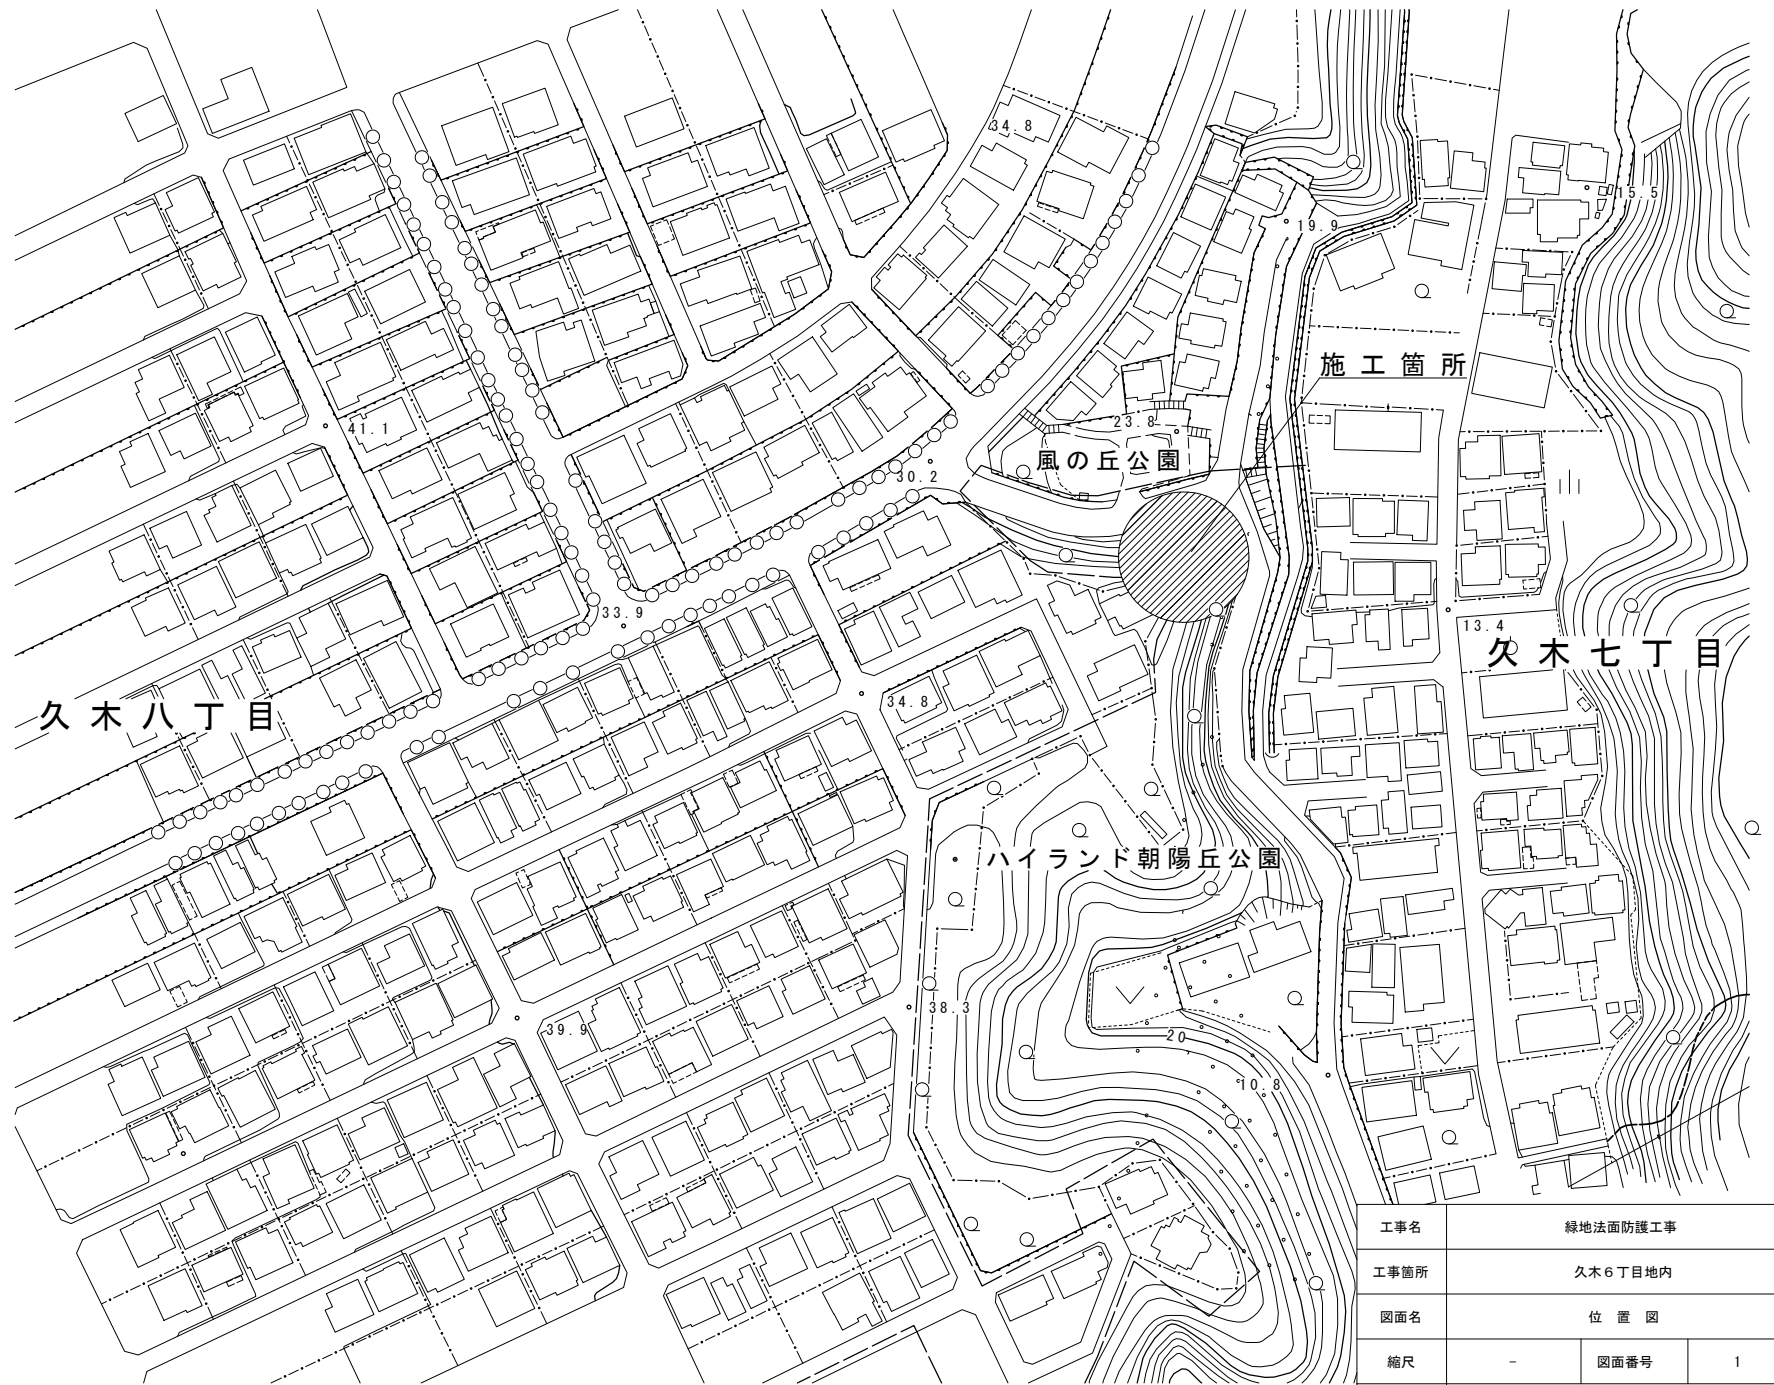 34.8
15.5
19.9
施工箇所
41.1
23.8
風の丘公園
30.2
33.9
13.4
久木七丁目
34.8
久木八丁目
ハイランド朝陽丘公園
38.3
39.9
20
10.8
工事名 緑地法面防護工事
工事箇所 久木6丁目地内
図面名 位置図
縮尺 - 図面番号 1